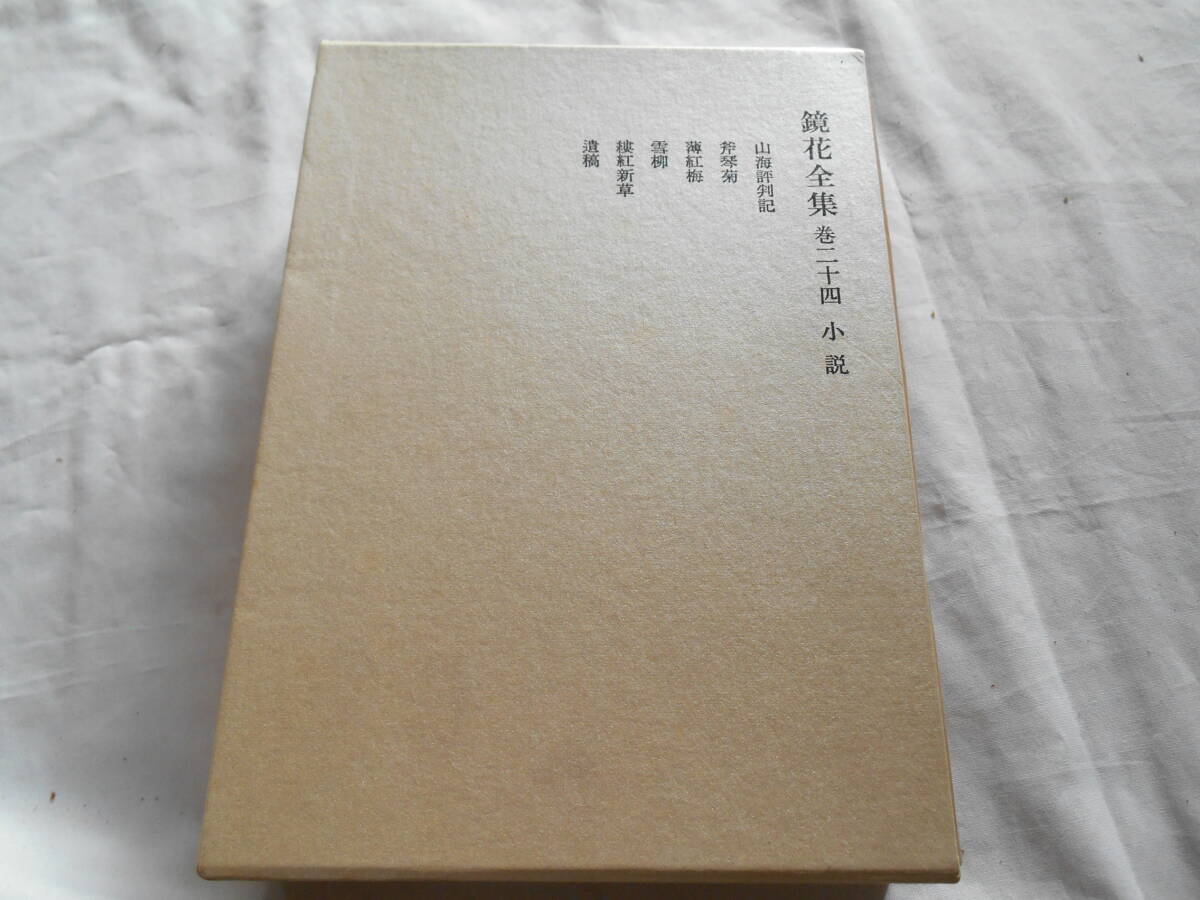 鏡花全集 巻二十四 小説
山海評判記
斧琴菊
薄紅梅
雪柳
縷紅新草
遺稿